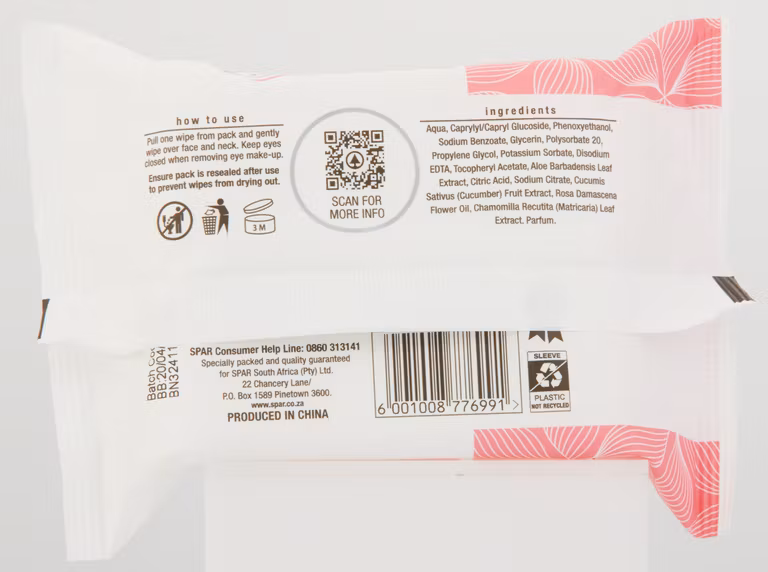 how to use
Pull one wipe from pack and gently
wipe over face and neck. Keep eyes
closed when removing eye make-up.
Ensure pack is resealed after use
to prevent wipes from drying out.
3 M
SCAN FOR
MORE INFO
ingredients
Aqua, Caprylyl/Capryl Glucoside, Phenoxyethanol,
Sodium Benzoate, Glycerin, Polysorbate 20,
Propylene Glycol, Potassium Sorbate, Disodium
EDTA, Tocopheryl Acetate, Aloe Barbadensis Leaf
Extract, Citric Acid, Sodium Citrate, Cucumis
Sativus (Cucumber) Fruit Extract, Rosa Damascena
Flower Oil, Chamomilla Recutita (Matricaria) Leaf
Extract. Parfum.
Batch
BB:20/04/
BN32411
SPAR Consumer Help Line: 0860 313141
Specially packed and quality guaranteed
for SPAR South Africa (Pty) Ltd.
22 Chancery Lane/
P.O. Box 1589 Pinetown 3600.
www.spar.co.za
PRODUCED IN CHINA
6 001008 776991 >
SLEEVE
PLASTIC
NOT RECYCLED